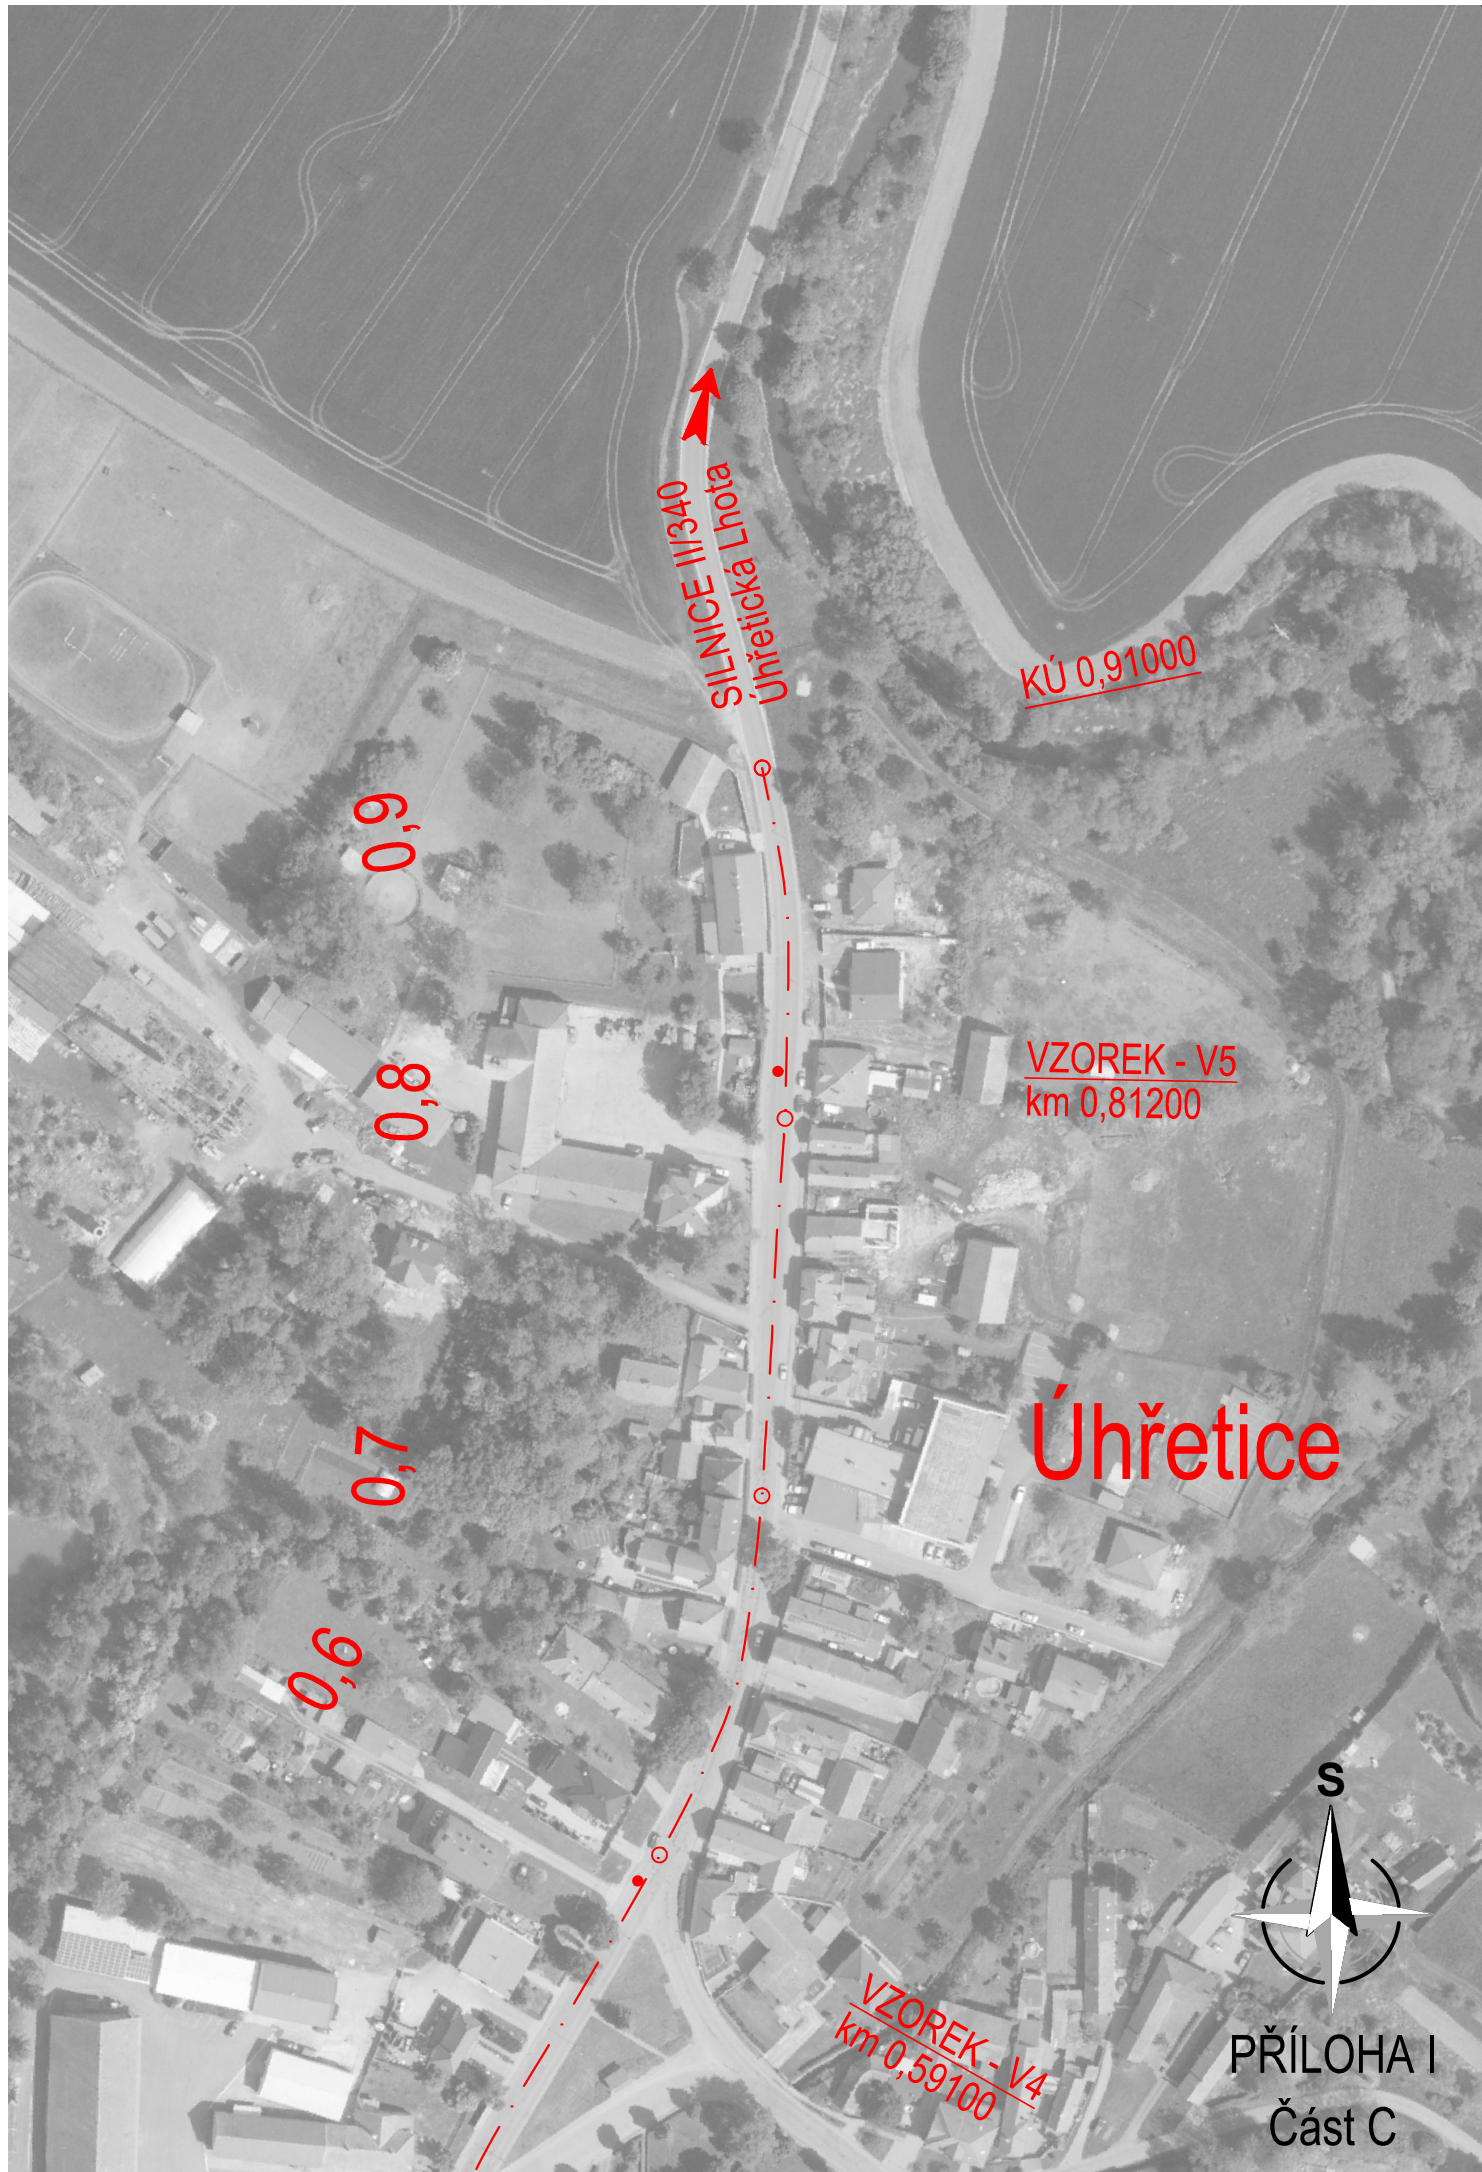 SILNICE II/340
Úhřetická Lhota
KÚ 0,91000
0,9
VZOREK - V5
km 0,81200
0,8
Úhřetice
0,7
0,6
S
VZOREK - V4
km 0,59100
PŘÍLOHA I
Část C